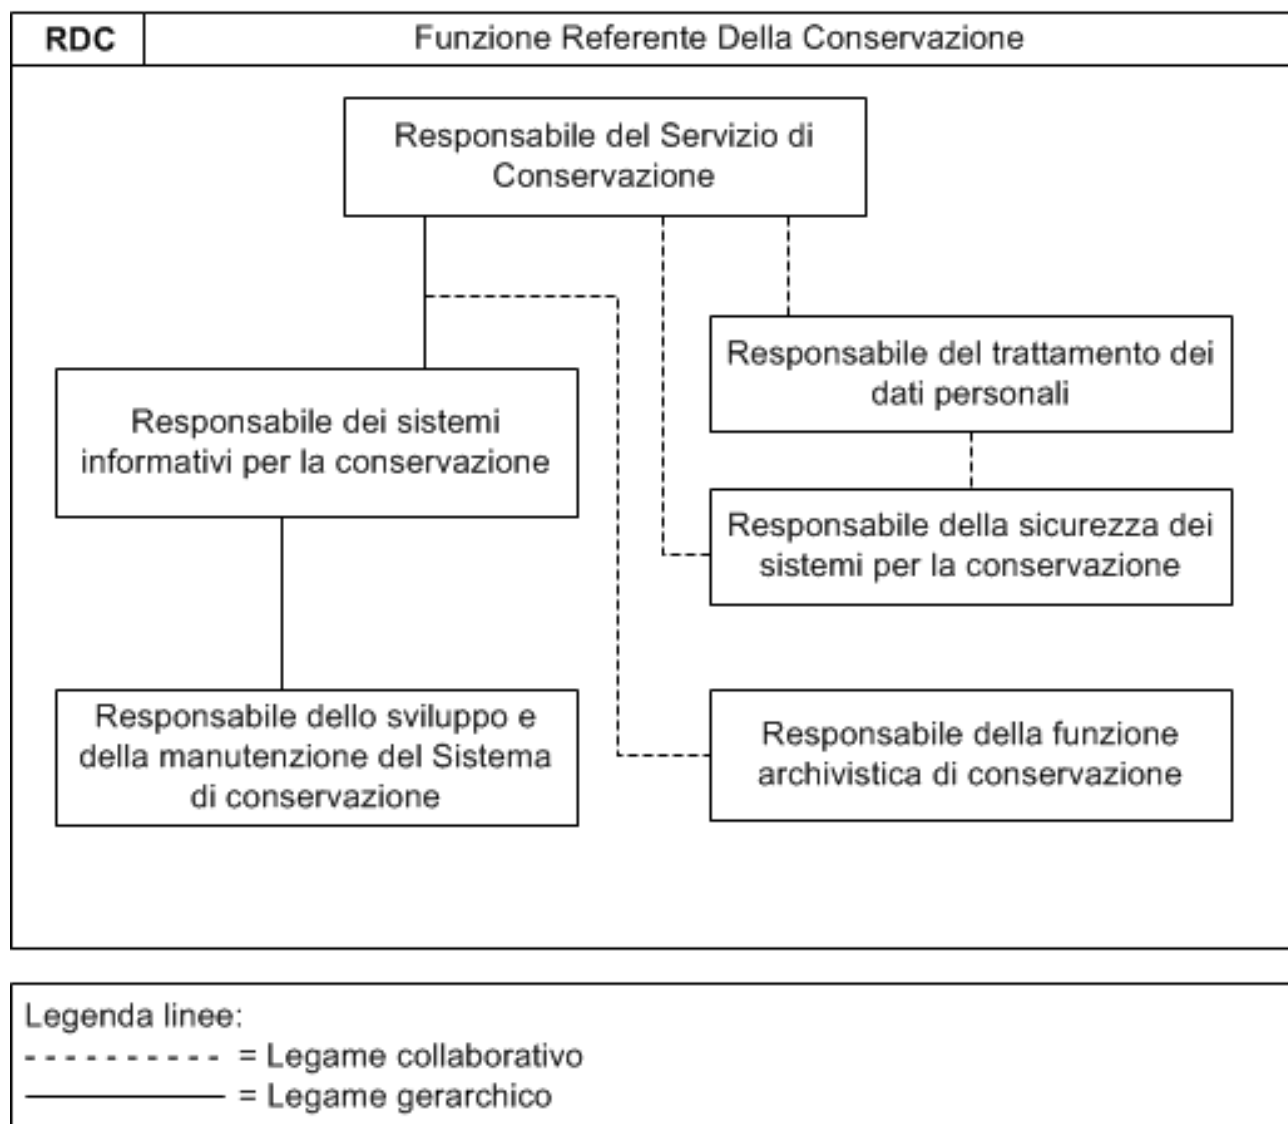 RDC
Funzione Referente Della Conservazione
Responsabile del Servizio di
Conservazione
Responsabile del trattamento dei
dati personali
Responsabile dei sistemi
informativi per la conservazione
Responsabile della sicurezza dei
sistemi per la conservazione
Responsabile dello sviluppo e
della manutenzione del Sistema
di conservazione
Responsabile della funzione
archivistica di conservazione
Legenda linee:
- - - - - - - - - - = Legame collaborativo
= Legame gerarchico